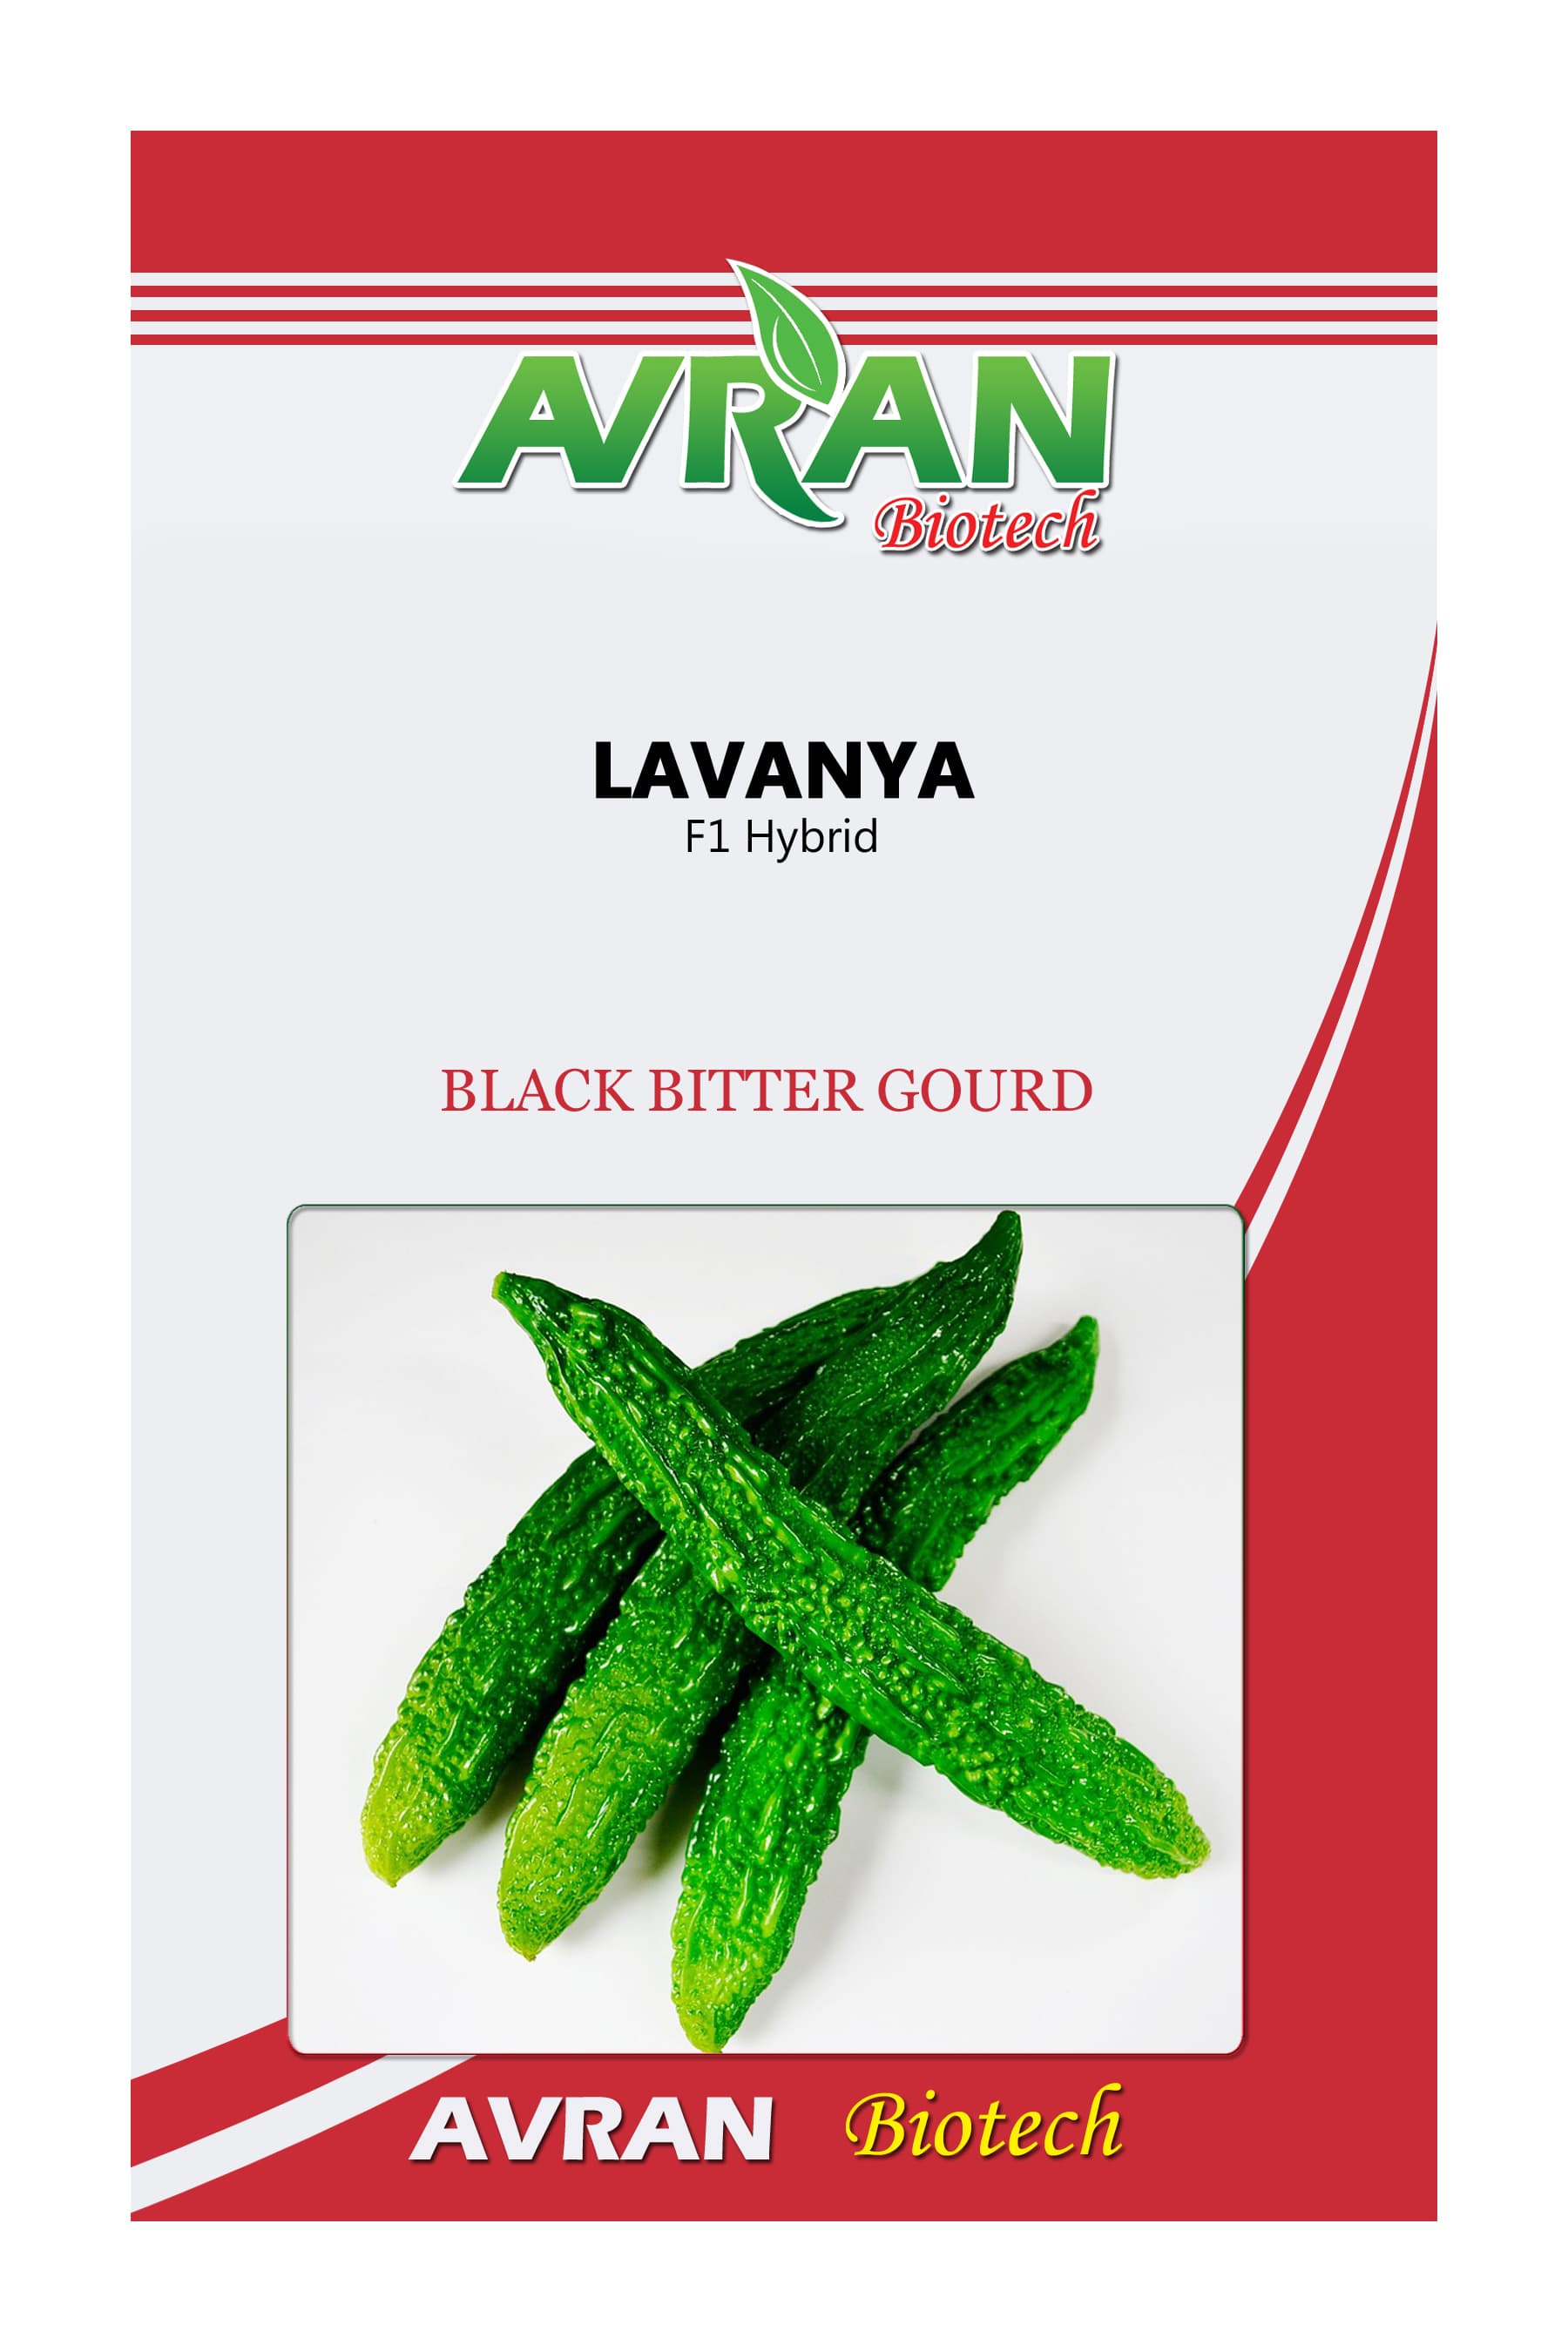 AVRAN
Biotech
LAVANYA
F1 Hybrid
BLACK BITTER GOURD
AVRAN Biotech